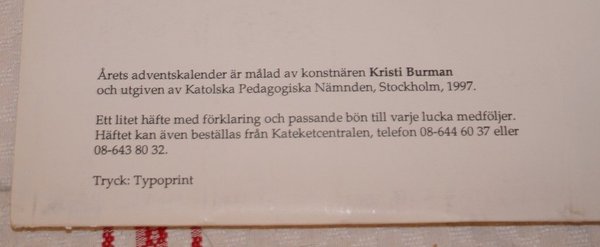 Årets adventskalender är målad av konstnären Kristi Burman
och utgiven av Katolska Pedagogiska Nämnden, Stockholm, 1997.
Ett litet häfte med förklaring och passande bön till varje lucka medföljer.
Häftet kan även beställas från Kateketcentralen, telefon 08-644 60 37 eller
08-643 80 32.
Tryck: Typoprint